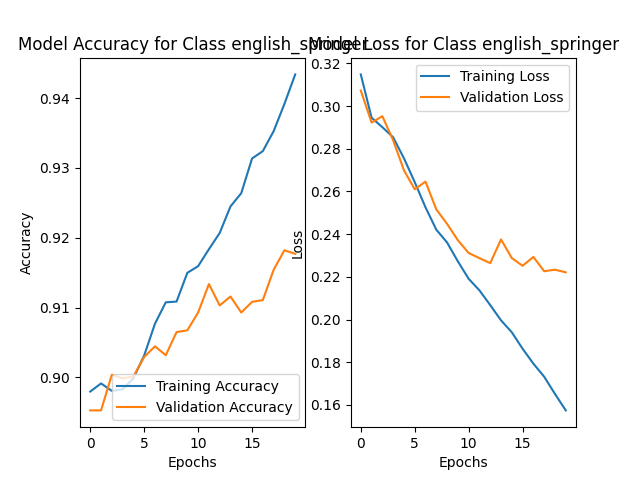 Model Accuracy for Class english_springer
Model Loss for Class english_springer
0.94
0.93
0.92
0.91
0.90
Accuracy
Training Accuracy
Validation Accuracy
0 5 10 15
Epochs
0.32
0.30
0.28
0.26
0.24
0.22
0.20
0.18
0.16
Loss
Training Loss
Validation Loss
0 5 10 15
Epochs